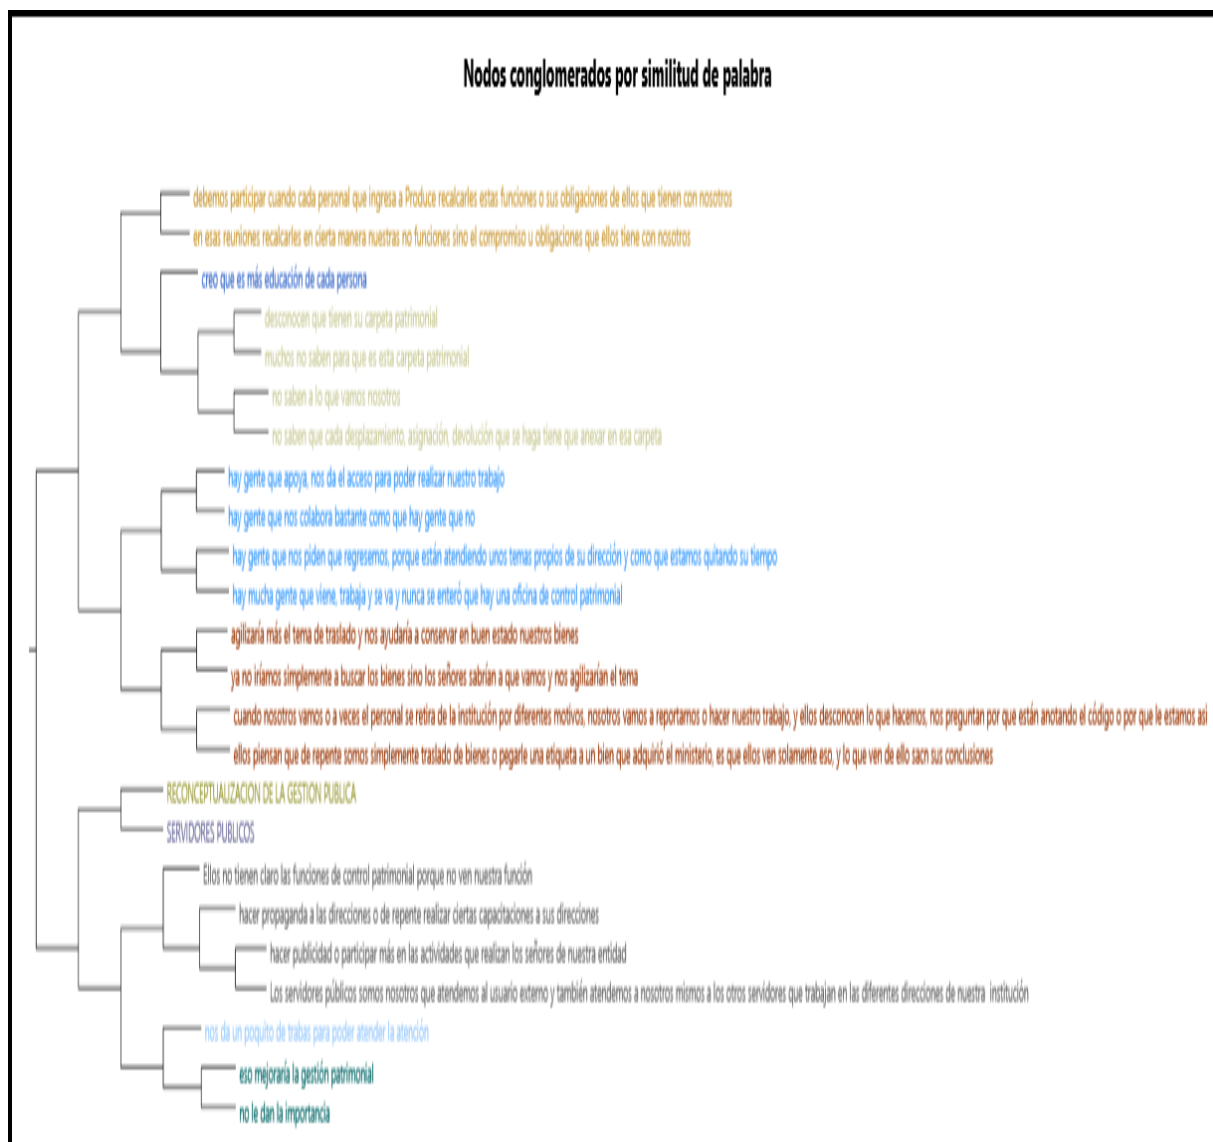 Nodos conglomerados por similitud de palabra
debemos participar cuando cada personal que ingresa a Produce recalcarles estas funciones o sus obligaciones de ellos que tienen con nosotros
en esas reuniones recalcarles en cierta manera nuestras no funciones sino el compromiso u obligaciones que ellos tiene con nosotros
creo que es más educación de cada persona
desconocen que tienen su carpeta patrimonial
muchos no saben para que es esta carpeta patrimonial
no saben a lo que vamos nosotros
no saben que cada desplazamiento, asignación, devolución que se haga tiene que anexar en esa carpeta
hay gente que apoya, nos da el acceso para poder realizar nuestro trabajo
hay gente que nos colabora bastante como que hay gente que no
hay gente que nos piden que regresemos, porque están atendiendo unos temas propios de su dirección y como que estamos quitando su tiempo
hay mucha gente que viene, trabaja y se va y nunca se enteró que hay una oficina de control patrimonial
agilizaría más el tema de traslado y nos ayudaría a conservar en buen estado nuestros bienes
ya no iríamos simplemente a buscar los bienes sino los señores sabrían a que vamos y nos agilizarían el tema
cuando nosotros vamos o a veces el personal se retira de la institución por diferentes motivos, nosotros vamos a reportarnos o hacer nuestro trabajo, y ellos desconocen lo que hacemos, nos preguntan por que están anotando el código o por que le estamos asi
ellos piensan que de repente somos simplemente traslado de bienes o pegarle una etiqueta a un bien que adquirió el ministerio, es que ellos ven solamente eso, y lo que ven de ello sacn sus conclusiones
RECONCEPTUALIZACION DE LA GESTION PUBLICA
SERVIDORES PUBLICOS
Ellos no tienen claro las funciones de control patrimonial porque no ven nuestra función
hacer propaganda a las direcciones o de repente realizar ciertas capacitaciones a sus direcciones
hacer publicidad o participar más en las actividades que realizan los señores de nuestra entidad
Los servidores públicos somos nosotros que atendemos al usuario externo y también atendemos a nosotros mismos a los otros servidores que trabajan en las diferentes direcciones de nuestra institución
nos da un poquito de trabas para poder atender la atención
eso mejoraría la gestión patrimonial
no le dan la importancia